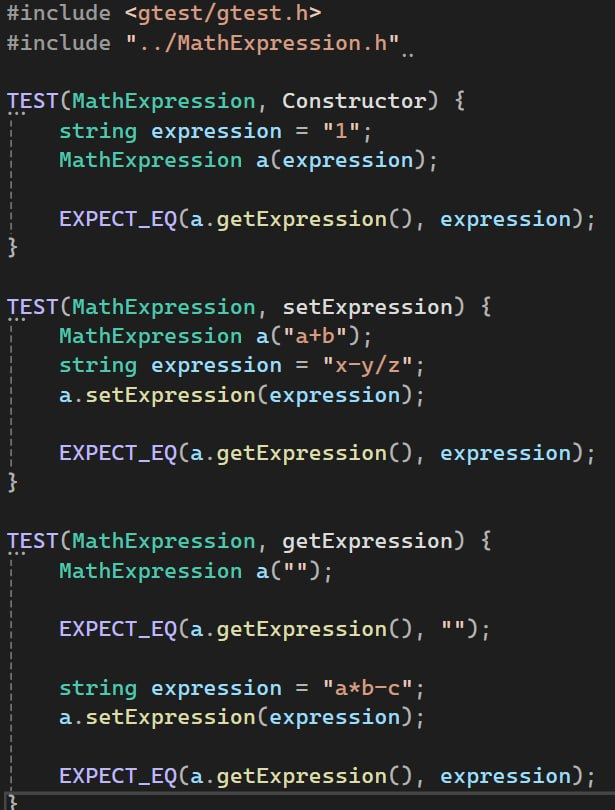 #include <gtest/gtest.h>
#include "../MathExpression.h"
TEST(MathExpression, Constructor) {
    string expression = "1";
    MathExpression a(expression);
    EXPECT_EQ(a.getExpression(), expression);
}
TEST(MathExpression, setExpression) {
    MathExpression a("a+b");
    string expression = "x-y/z";
    a.setExpression(expression);
    EXPECT_EQ(a.getExpression(), expression);
}
TEST(MathExpression, getExpression) {
    MathExpression a("");
    EXPECT_EQ(a.getExpression(), "");
    string expression = "a*b-c";
    a.setExpression(expression);
    EXPECT_EQ(a.getExpression(), expression);
}